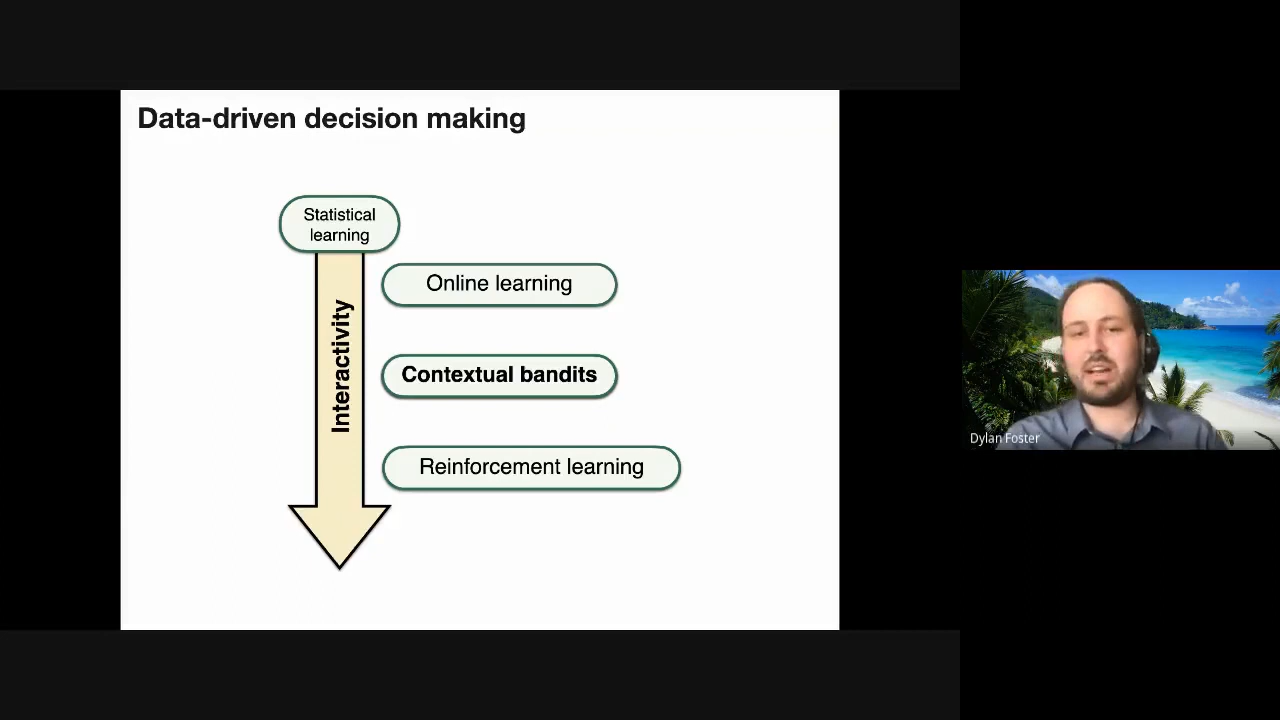 Data-driven decision making
Statistical
learning
Online learning
Interactivity
Contextual bandits
Reinforcement learning
Dylan Foster